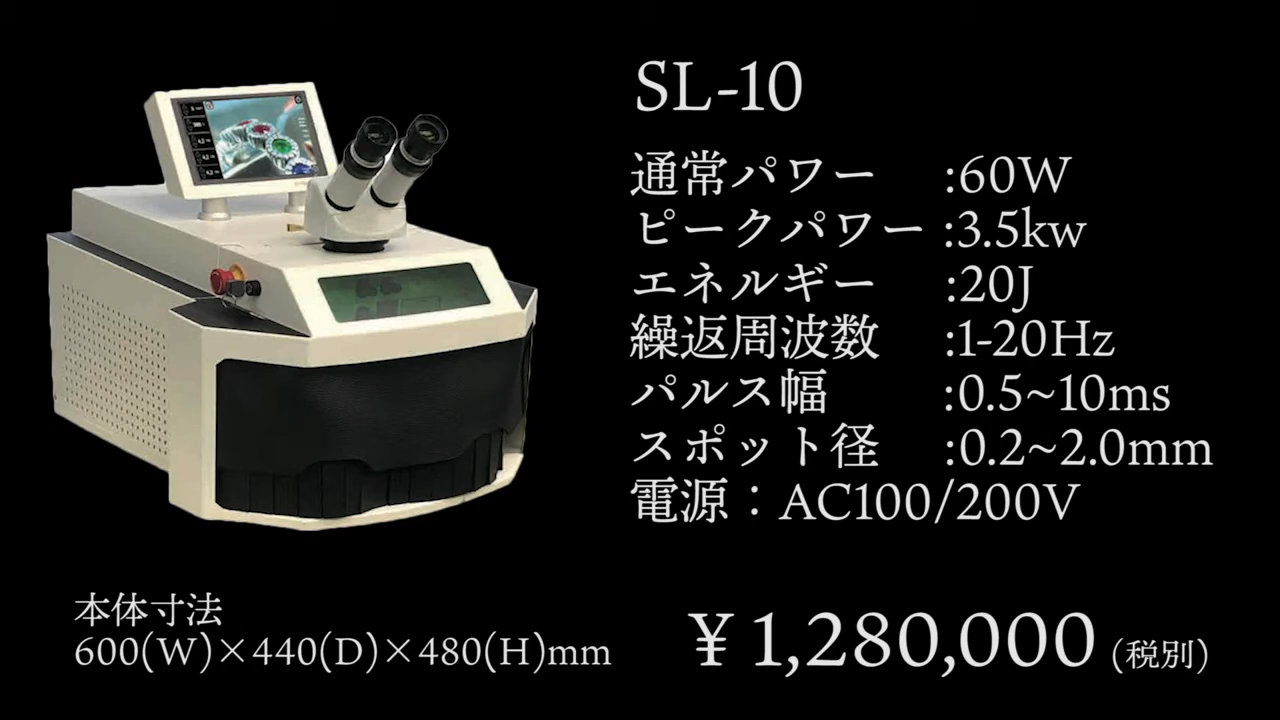 SL-10
通常パワー :60W
ピークパワー :3.5kw
エネルギー :20J
繰返周波数 :1-20Hz
パルス幅 :0.5~10ms
スポット径 :0.2~2.0mm
電源：AC100/200V
本体寸法
600(W)×440(D)×480(H)mm
¥1,280,000 (税別)